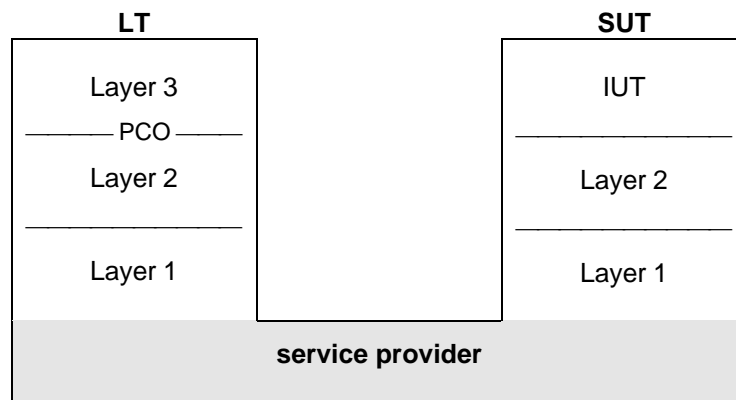 LT
SUT
Layer 3
IUT
PCO
Layer 2
Layer 2
Layer 1
Layer 1
service provider